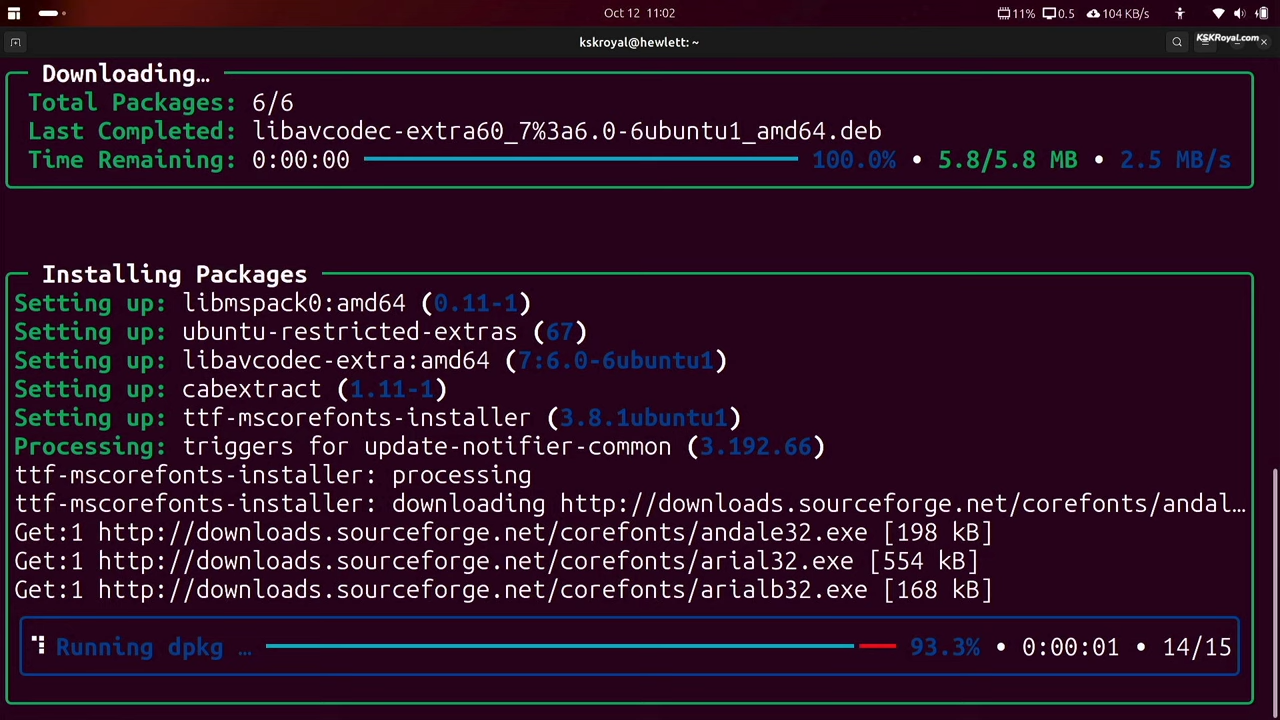 Oct 12 11:02
11% 0.5 104 KB/s
kskroyal@hewlett: ~
KSKRoyal.com
Downloading…
Total Packages: 6/6
Last Completed: libavcodec-extra60_7%3a6.0-6ubuntu1_amd64.deb
Time Remaining: 0:00:00 100.0% • 5.8/5.8 MB • 2.5 MB/s
Installing Packages
Setting up: libmspack0:amd64 (0.11-1)
Setting up: ubuntu-restricted-extras (67)
Setting up: libavcodec-extra:amd64 (7:6.0-6ubuntu1)
Setting up: cabextract (1.11-1)
Setting up: ttf-mscorefonts-installer (3.8.1ubuntu1)
Processing: triggers for update-notifier-common (3.192.66)
ttf-mscorefonts-installer: processing
ttf-mscorefonts-installer: downloading http://downloads.sourceforge.net/corefonts/andal…
Get:1 http://downloads.sourceforge.net/corefonts/andale32.exe [198 kB]
Get:1 http://downloads.sourceforge.net/corefonts/arial32.exe [554 kB]
Get:1 http://downloads.sourceforge.net/corefonts/arialb32.exe [168 kB]
Running dpkg … 93.3% • 0:00:01 • 14/15